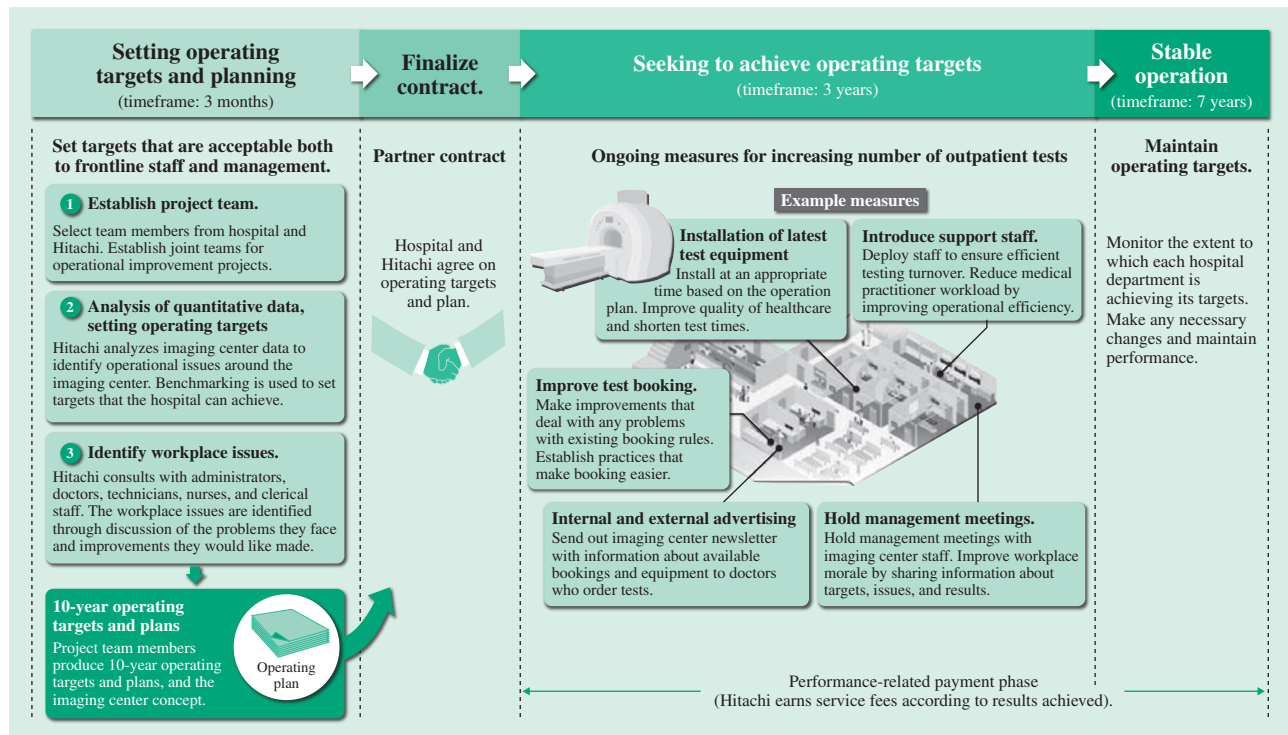 Setting operating
targets and planning
(timeframe: 3 months)
Finalize
contract.
Seeking to achieve operating targets
(timeframe: 3 years)
Stable
operation
(timeframe: 7 years)
Set targets that are acceptable both
to frontline staff and management.
1 Establish project team.
Select team members from hospital and
Hitachi. Establish joint teams for
operational improvement projects.
2 Analysis of quantitative data,
setting operating targets
Hitachi analyzes imaging center data to
identify operational issues around the
imaging center. Benchmarking is used to set
targets that the hospital can achieve.
3 Identify workplace issues.
Hitachi consults with administrators,
doctors, technicians, nurses, and clerical
staff. The workplace issues are identified
through discussion of the problems they face
and improvements they would like made.
10-year operating
targets and plans
Project team members
produce 10-year operating
targets and plans, and the
imaging center concept.
Operating
plan
Partner contract
Hospital and
Hitachi agree on
operating targets
and plan.
Ongoing measures for increasing number of outpatient tests
Example measures
Installation of latest
test equipment
Install at an appropriate
time based on the operation
plan. Improve quality of healthcare
and shorten test times.
Introduce support staff.
Deploy staff to ensure efficient
testing turnover. Reduce medical
practitioner workload by
improving operational efficiency.
Improve test booking.
Make improvements that
deal with any problems
with existing booking rules.
Establish practices that
make booking easier.
Internal and external advertising
Send out imaging center newsletter
with information about available
bookings and equipment to doctors
who order tests.
Hold management meetings.
Hold management meetings with
imaging center staff. Improve workplace
morale by sharing information about
targets, issues, and results.
Maintain
operating targets.
Monitor the extent to
which each hospital
department is
achieving its targets.
Make any necessary
changes and maintain
performance.
Performance-related payment phase
(Hitachi earns service fees according to results achieved).